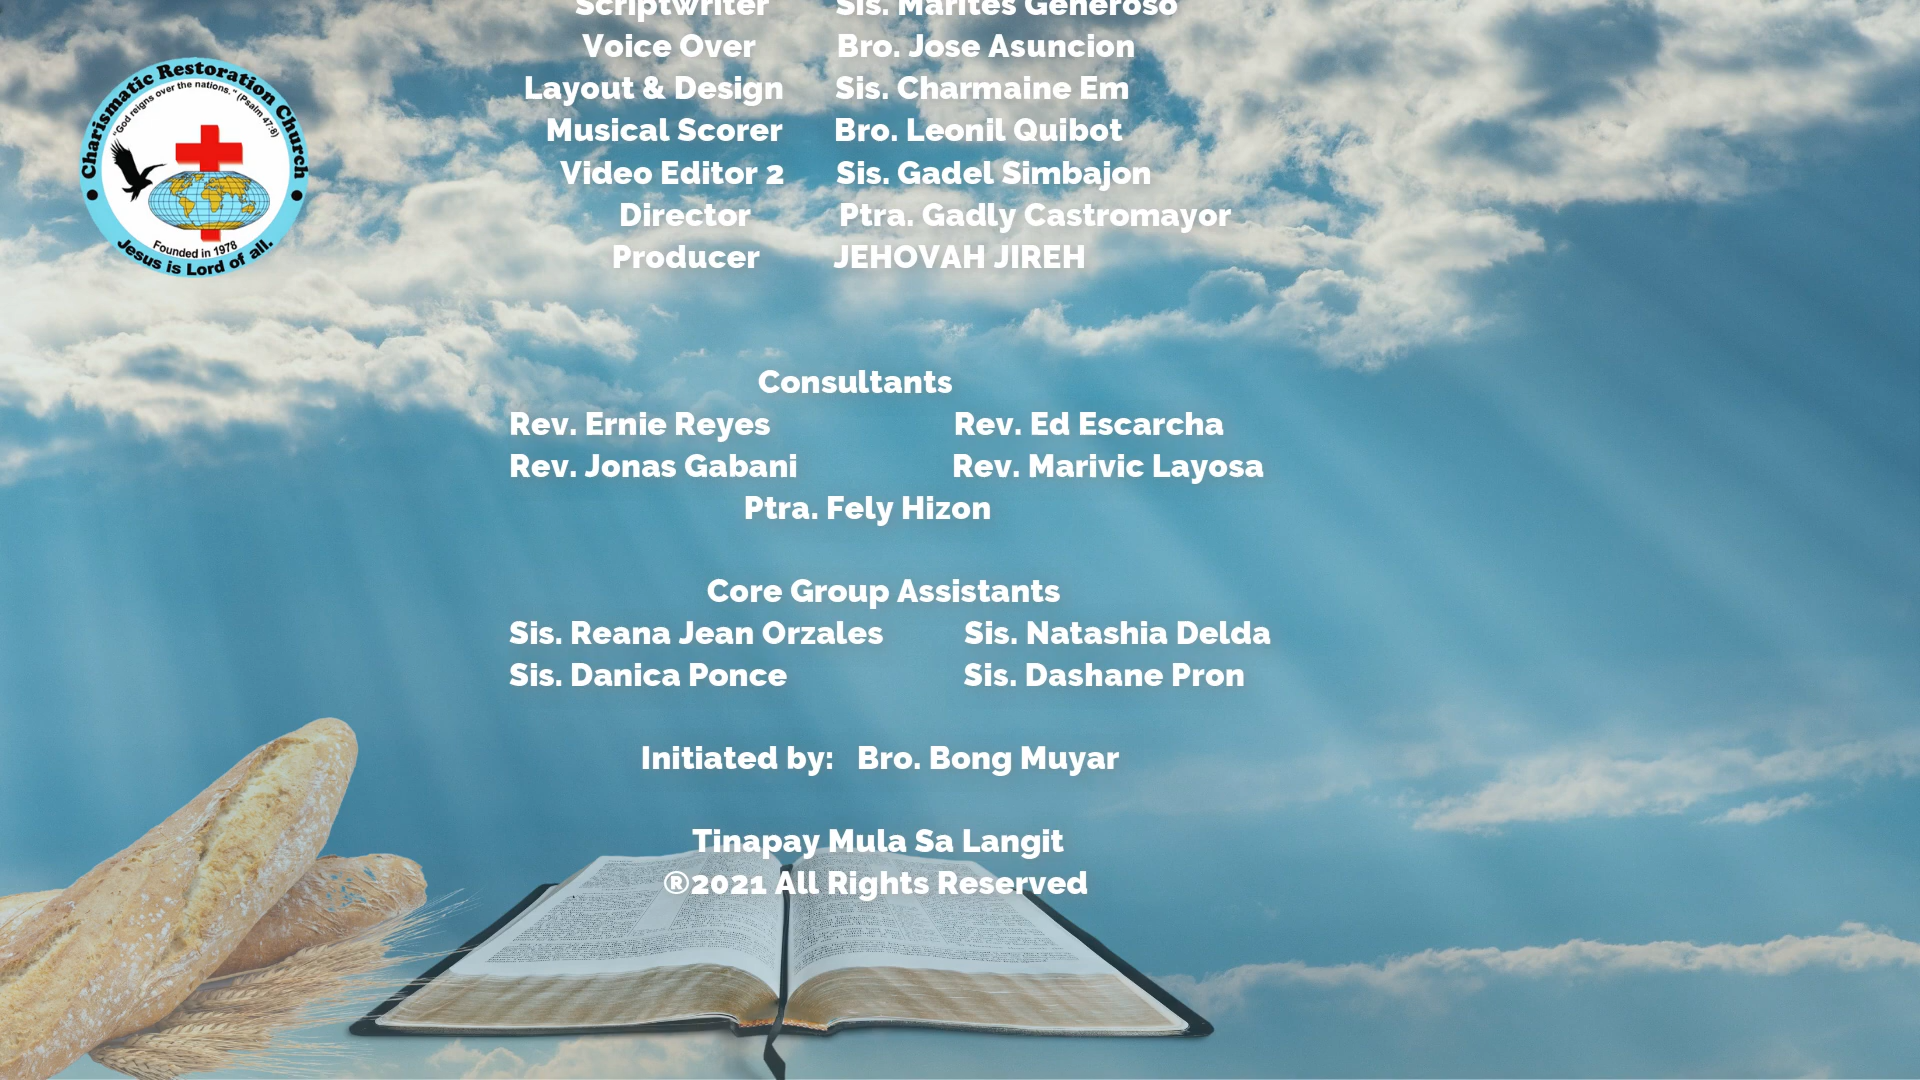 Charismatic Restoration Church
"God reigns over the nations." (Psalm 47:8)
Founded in 1978
Jesus is Lord of all.
Scriptwriter Sis. Marites Generoso
Voice Over Bro. Jose Asuncion
Layout & Design Sis. Charmaine Em
Musical Scorer Bro. Leonil Quibot
Video Editor 2 Sis. Gadel Simbajon
Director Ptra. Gadly Castromayor
Producer JEHOVAH JIREH
Consultants
Rev. Ernie Reyes Rev. Ed Escarcha
Rev. Jonas Gabani Rev. Marivic Layosa
Ptra. Fely Hizon
Core Group Assistants
Sis. Reana Jean Orzales Sis. Natashia Delda
Sis. Danica Ponce Sis. Dashane Pron
Initiated by: Bro. Bong Muyar
Tinapay Mula Sa Langit
®2021 All Rights Reserved